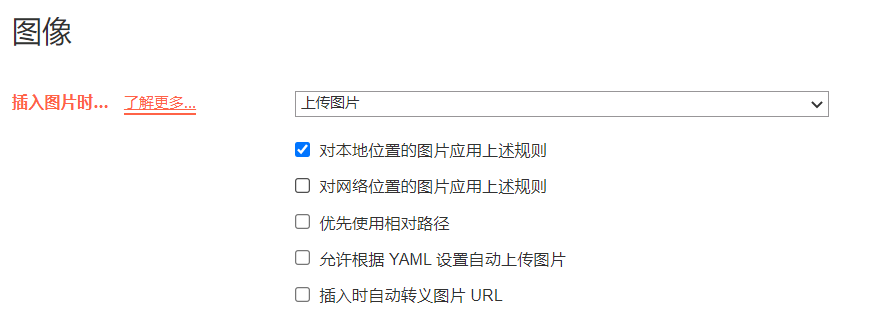 图像
插入图片时... 了解更多... 上传图片
对本地位置的图片应用上述规则
对网络位置的图片应用上述规则
优先使用相对路径
允许根据 YAML 设置自动上传图片
插入时自动转义图片 URL